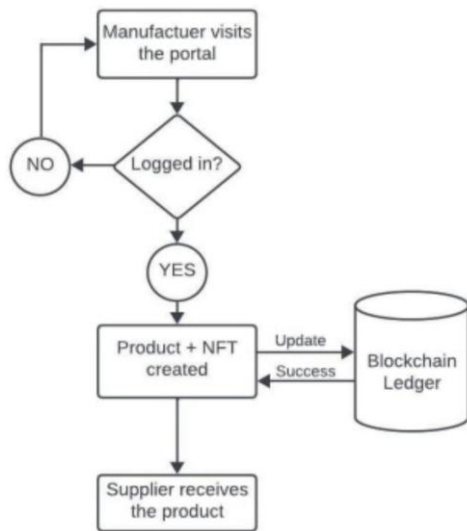 Manufactuer visits
the portal
NO
Logged in?
YES
Product + NFT
created
Update
Success
Blockchain
Ledger
Supplier receives
the product